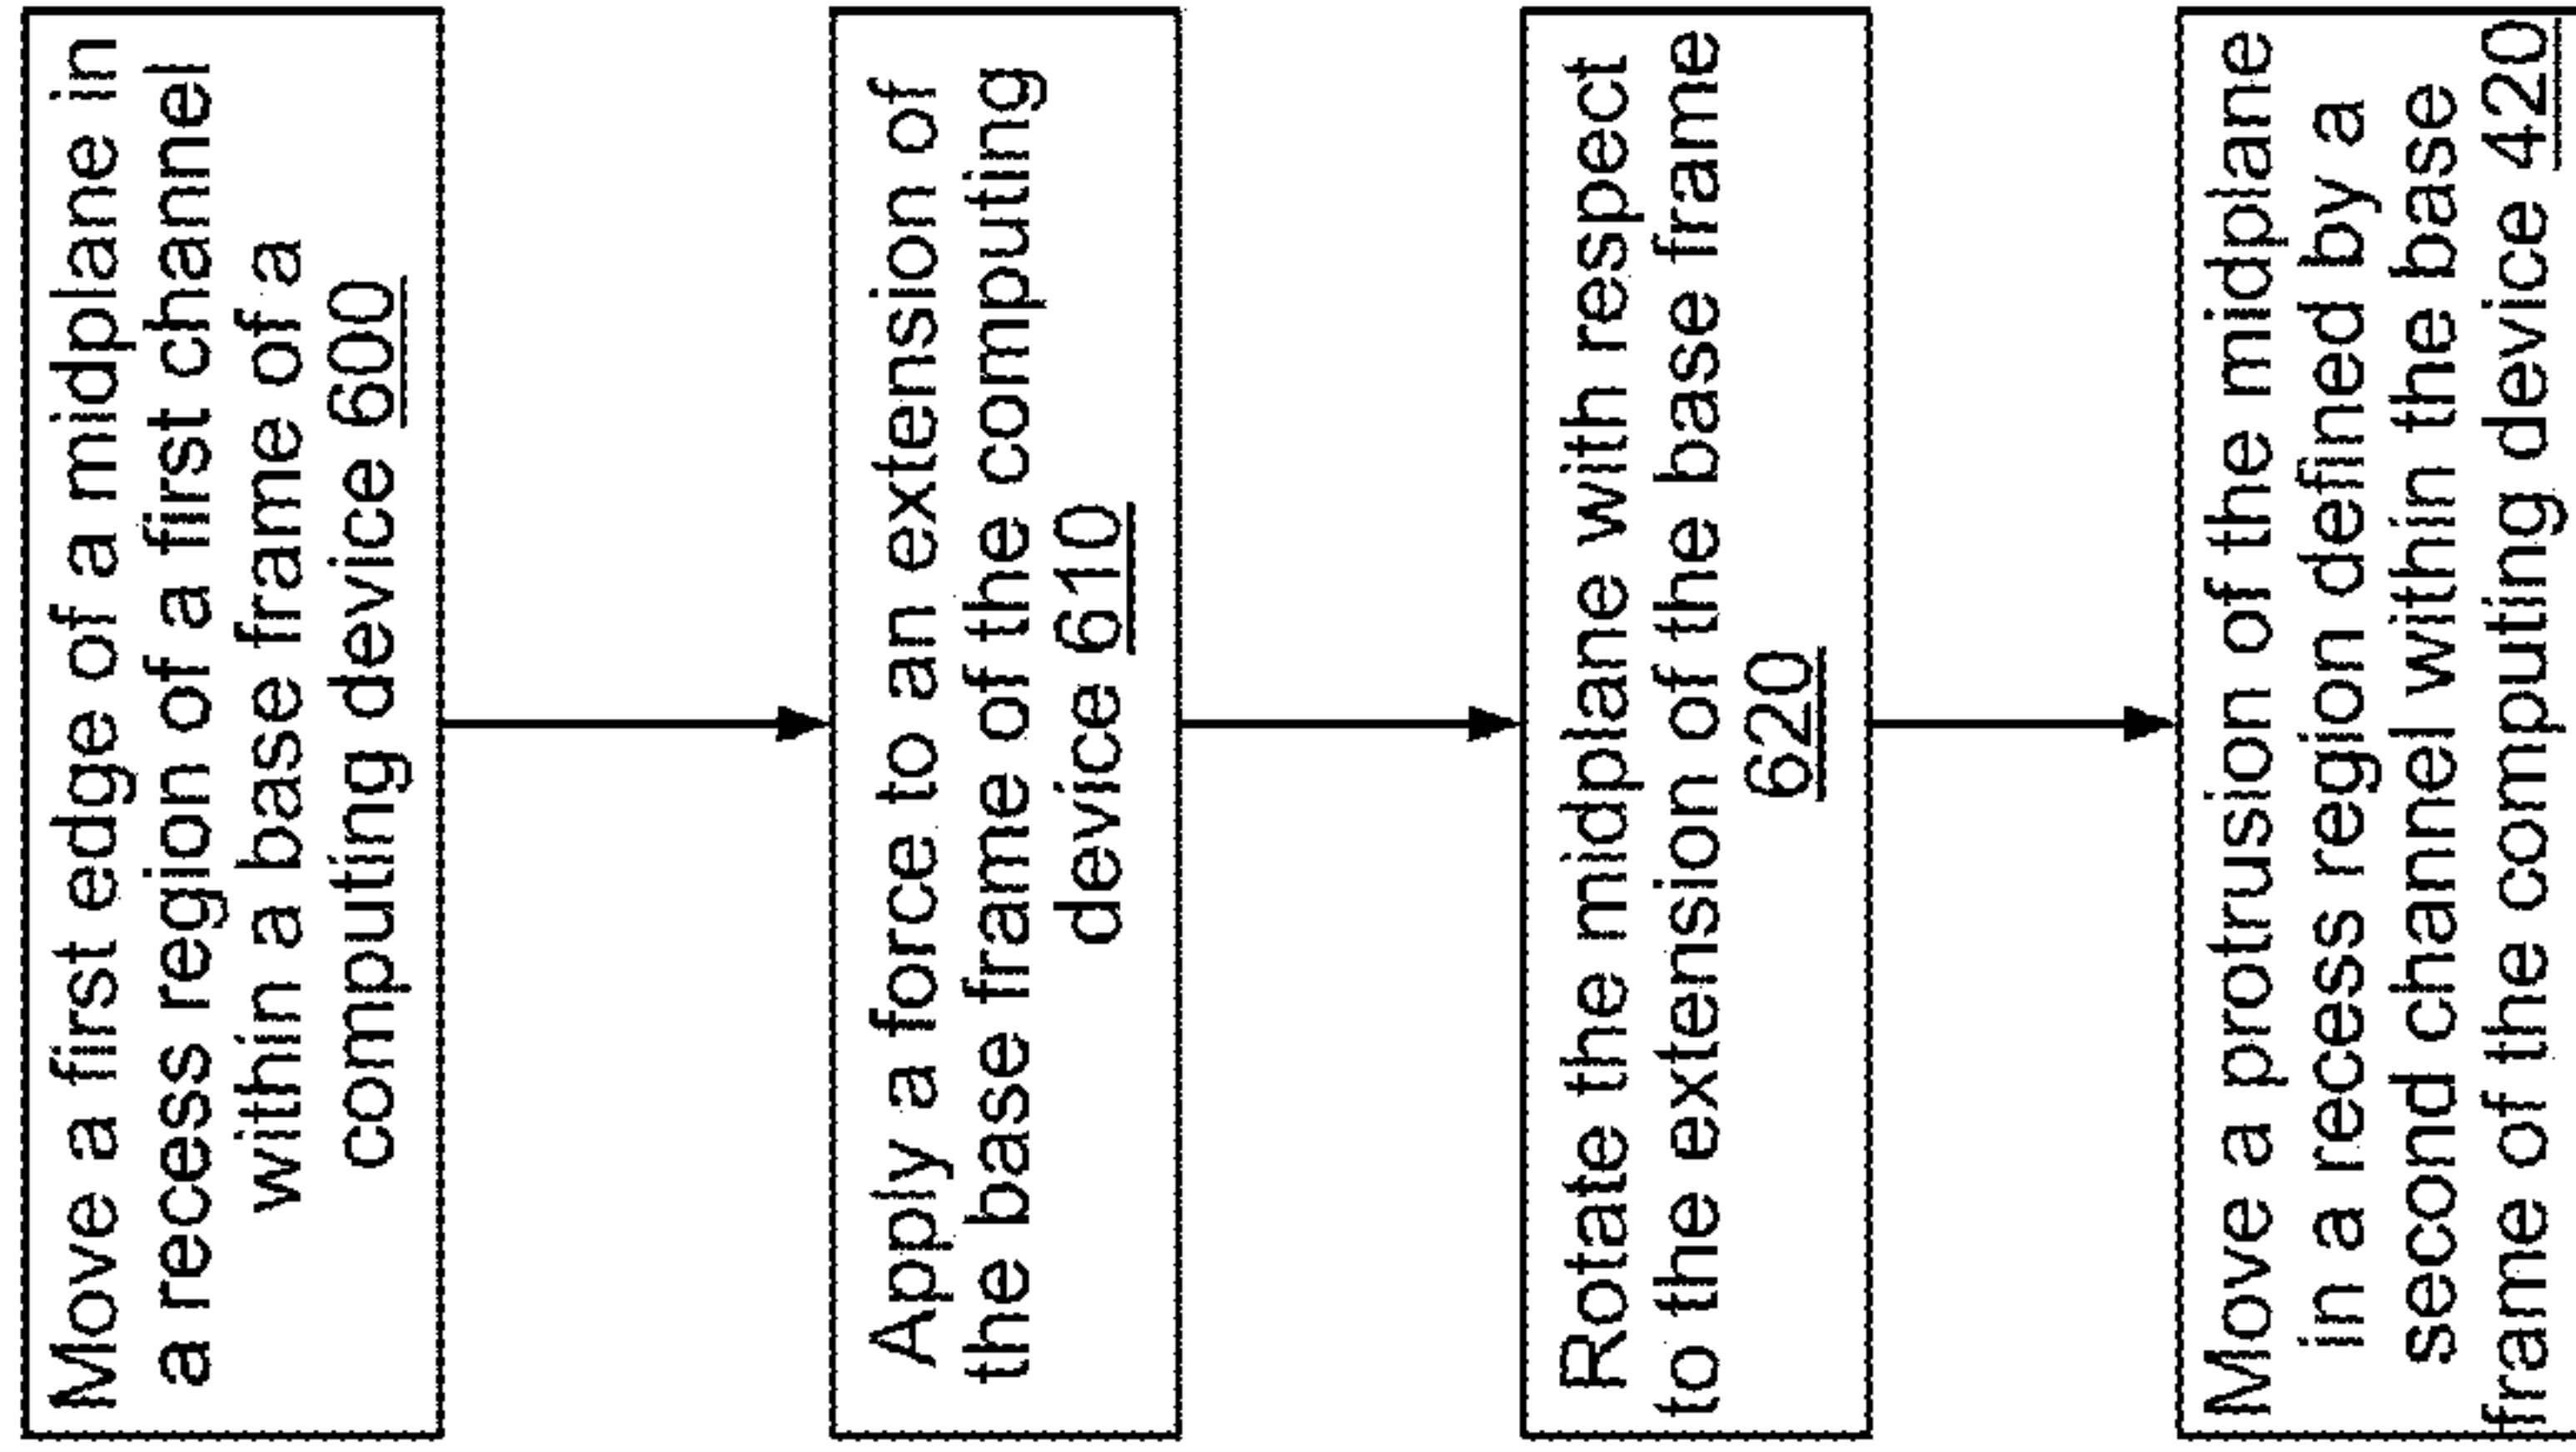 Move a first edge of a midplane in
a recess region of a first channel
within a base frame of a
computing device 600
Apply a force to an extension of
the base frame of the computing
device 610
Rotate the midplane with respect
to the extension of the base frame
620
Move a protrusion of the midplane
in a recess region defined by a
second channel within the base
frame of the computing device 420